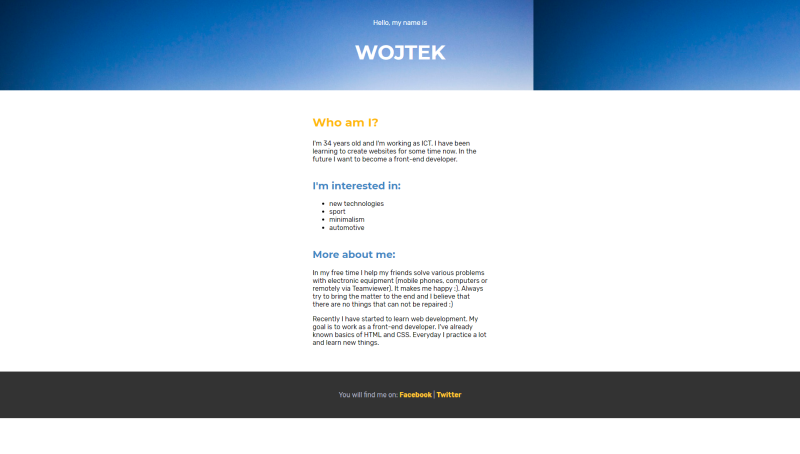 Hello, my name is
WOJTEK
Who am I?
I'm 34 years old and I'm working as ICT. I have been
learning to create websites for some time now. In the
future I want to become a front-end developer.
I'm interested in:
new technologies
sport
minimalism
automotive
More about me:
In my free time I help my friends solve various problems
with electronic equipment (mobile phones, computers or
remotely via Teamviewer). It makes me happy :). Always
try to bring the matter to the end and I believe that
there are no things that can not be repaired :)
Recently I have started to learn web development. My
goal is to work as a front-end developer. I've already
known basics of HTML and CSS. Everyday I practice a lot
and learn new things.
You will find me on: Facebook | Twitter